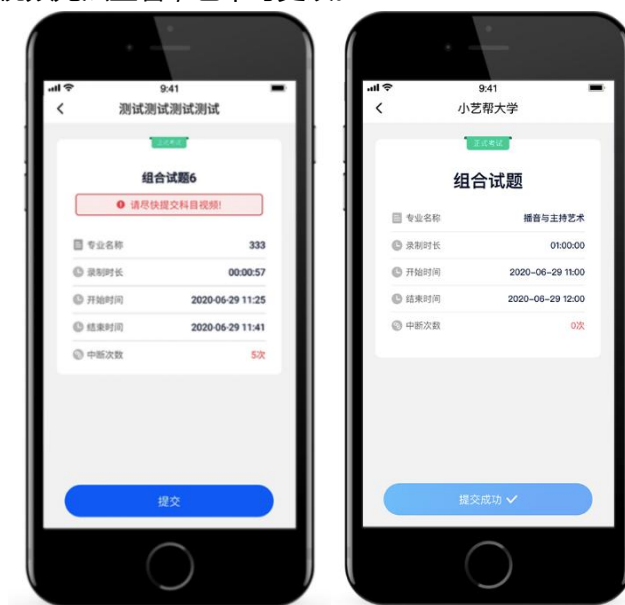 9:41
测试测试测试测试
正式考试
组合试题6
请尽快提交科目视频!
专业名称 333
录制时长 00:00:57
开始时间 2020-06-29 11:25
结束时间 2020-06-29 11:41
中断次数 5次
提交
9:41
小艺帮大学
正式考试
组合试题
专业名称 播音与主持艺术
录制时长 01:00:00
开始时间 2020-06-29 11:00
结束时间 2020-06-29 12:00
中断次数 0次
提交成功